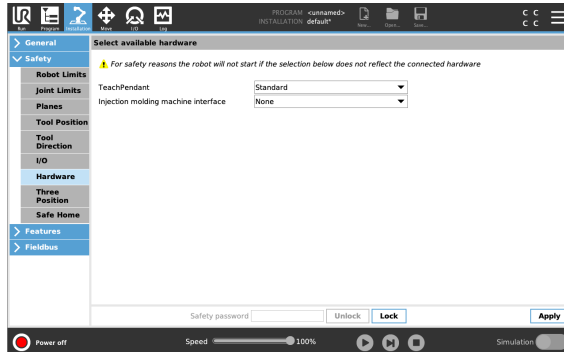 UR
PROGRAM <unnamed>
INSTALLATION default*
C C
C C
Run Program Installation Move I/O Log New... Open... Save...
General
Safety
Robot Limits
Joint Limits
Planes
Tool Position
Tool
Direction
I/O
Hardware
Three
Position
Safe Home
Features
Fieldbus
Select available hardware
For safety reasons the robot will not start if the selection below does not reflect the connected hardware
TeachPendant Standard
Injection molding machine interface None
Safety password Unlock Lock Apply
Power off Speed 100% Simulation